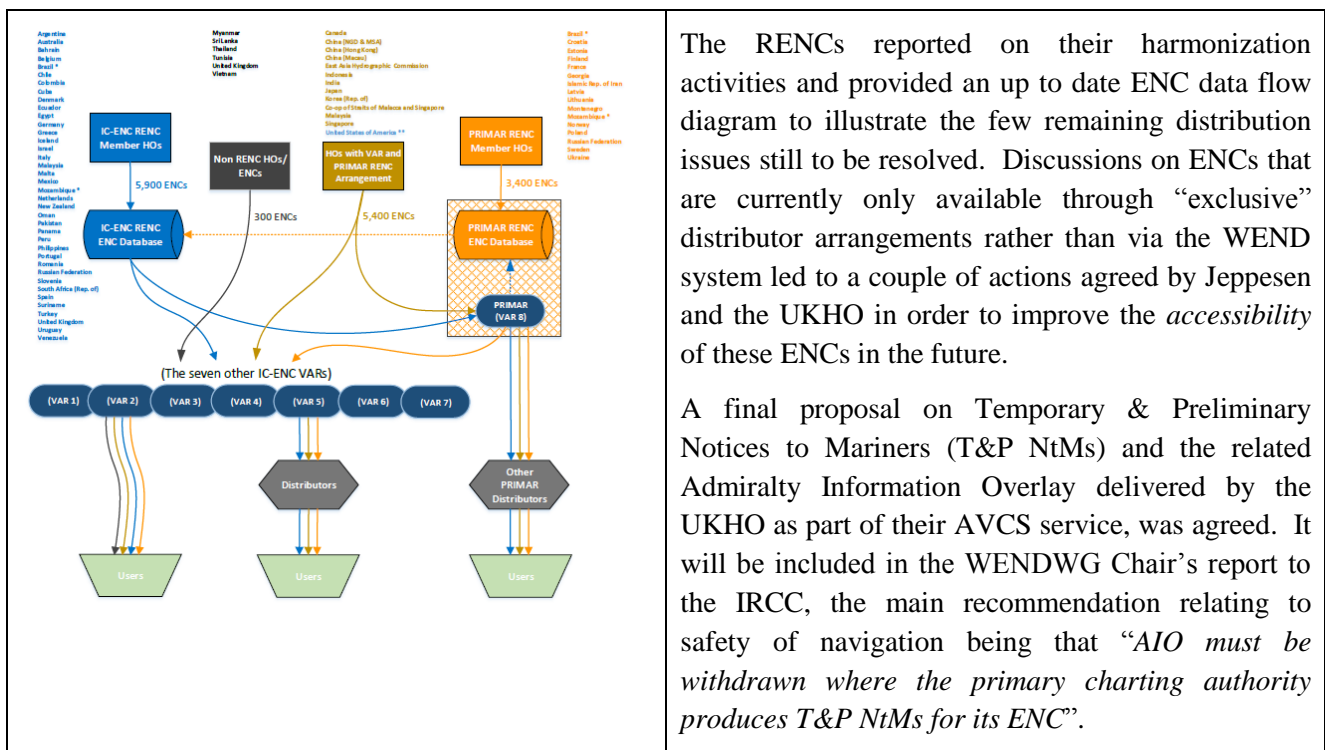 Argentina
Australia
Bahrain
Belgium
Brazil *
Chile
Colombia
Cuba
Denmark
Ecuador
Egypt
Germany
Greece
Iceland
Israel
Italy
Malaysia
Malta
Mexico
Mozambique *
Netherlands
New Zealand
Oman
Pakistan
Panama
Peru
Philippines
Portugal
Romania
Russian Federation
Slovenia
South Africa (Rep. of)
Spain
Suriname
Turkey
United Kingdom
Uruguay
Venezuela
Myanmar
Sri Lanka
Thailand
Tunisia
United Kingdom
Vietnam
Canada
China (NGD & MSA)
China (Hong Kong)
China (Macau)
East Asia Hydrographic Commission
Indonesia
India
Japan
Korea (Rep. of)
Co-op of Straits of Malacca and Singapore
Malaysia
Singapore
United States of America **
Brazil *
Croatia
Estonia
Finland
France
Georgia
Islamic Rep. of Iran
Latvia
Lithuania
Montenegro
Mozambique *
Norway
Poland
Russian Federation
Sweden
Ukraine
IC-ENC RENC
Member HOs
Non RENC HOs/
ENCs
HOs with VAR and
PRIMAR RENC
Arrangement
PRIMAR RENC
Member HOs
5,900 ENCs
300 ENCs
5,400 ENCs
3,400 ENCs
IC-ENC RENC
ENC Database
PRIMAR RENC
ENC Database
PRIMAR
(VAR 8)
(The seven other IC-ENC VARs)
(VAR 1)
(VAR 2)
(VAR 3)
(VAR 4)
(VAR 5)
(VAR 6)
(VAR 7)
Distributors
Other
PRIMAR
Distributors
Users
Users
Users
The RENCs reported on their harmonization
activities and provided an up to date ENC data flow
diagram to illustrate the few remaining distribution
issues still to be resolved. Discussions on ENCs that
are currently only available through “exclusive”
distributor arrangements rather than via the WEND
system led to a couple of actions agreed by Jeppesen
and the UKHO in order to improve the accessibility
of these ENCs in the future.
A final proposal on Temporary & Preliminary
Notices to Mariners (T&P NtMs) and the related
Admiralty Information Overlay delivered by the
UKHO as part of their AVCS service, was agreed. It
will be included in the WENDWG Chair’s report to
the IRCC, the main recommendation relating to
safety of navigation being that “AIO must be
withdrawn where the primary charting authority
produces T&P NtMs for its ENC”.